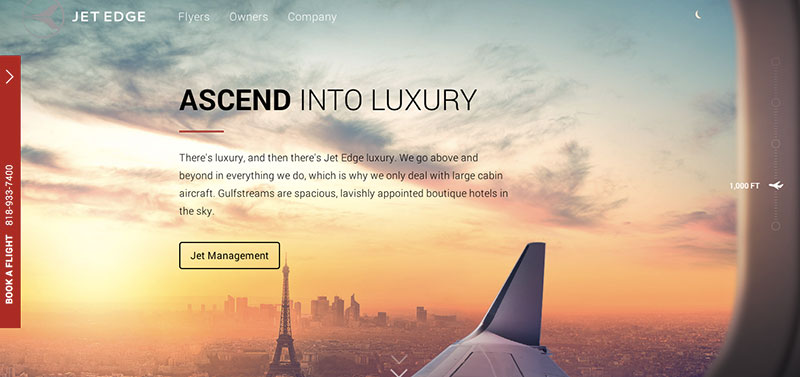 JET EDGE
Flyers Owners Company
ASCEND INTO LUXURY
There's luxury, and then there's Jet Edge luxury. We go above and
beyond in everything we do, which is why we only deal with large cabin
aircraft. Gulfstreams are spacious, lavishly appointed boutique hotels in
the sky.
Jet Management
BOOK A FLIGHT 818-933-7400
1,000 FT